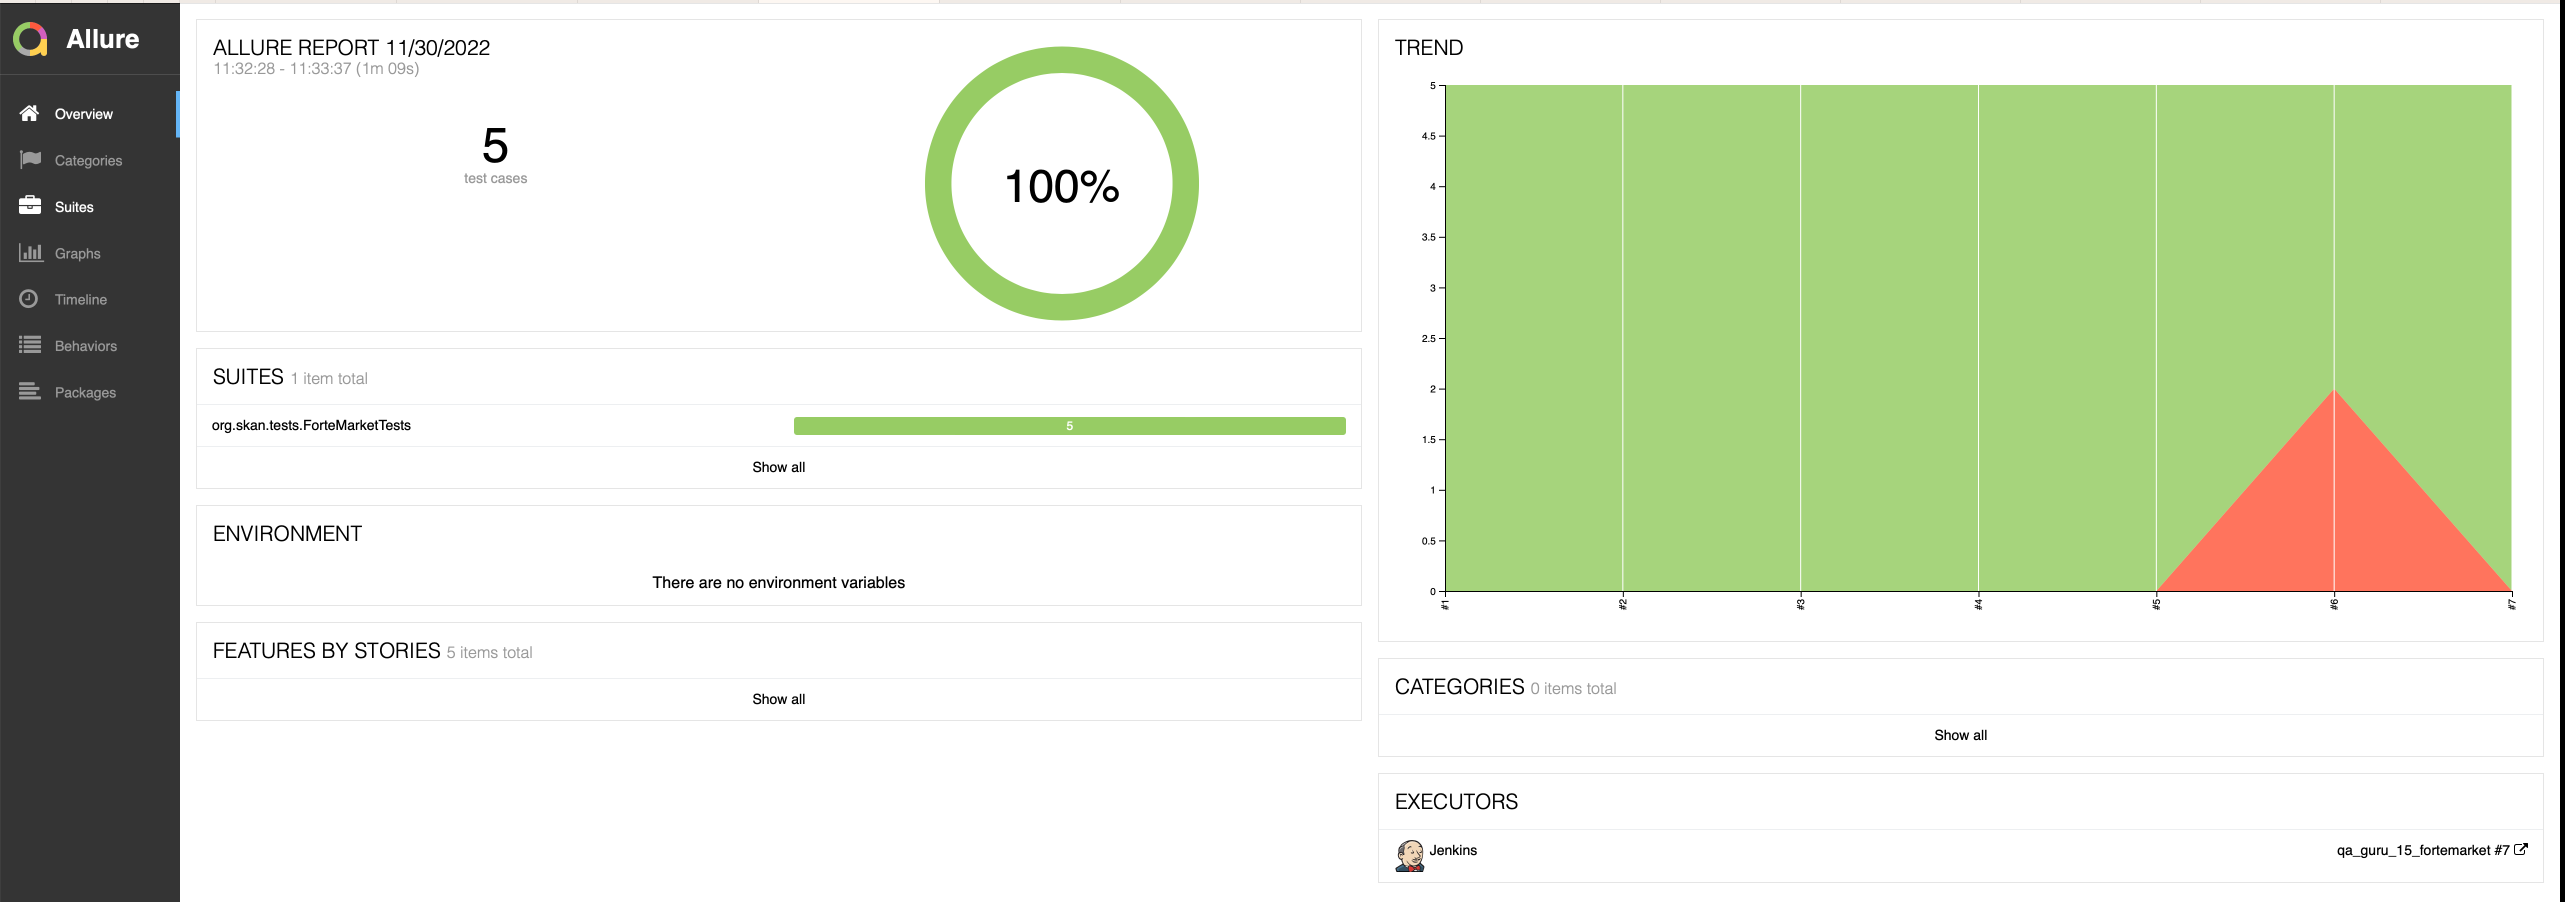 Allure
Overview
Categories
Suites
Graphs
Timeline
Behaviors
Packages
ALLURE REPORT 11/30/2022
11:32:28 - 11:33:37 (1m 09s)
5
test cases
100%
SUITES 1 item total
org.skan.tests.ForteMarketTests 5
Show all
ENVIRONMENT
There are no environment variables
FEATURES BY STORIES 5 items total
Show all
TREND
5
4.5
4
3.5
3
2.5
2
1.5
1
0.5
0
#1 #2 #3 #4 #5 #6 #7
CATEGORIES 0 items total
Show all
EXECUTORS
Jenkins qa_guru_15_fortemarket #7